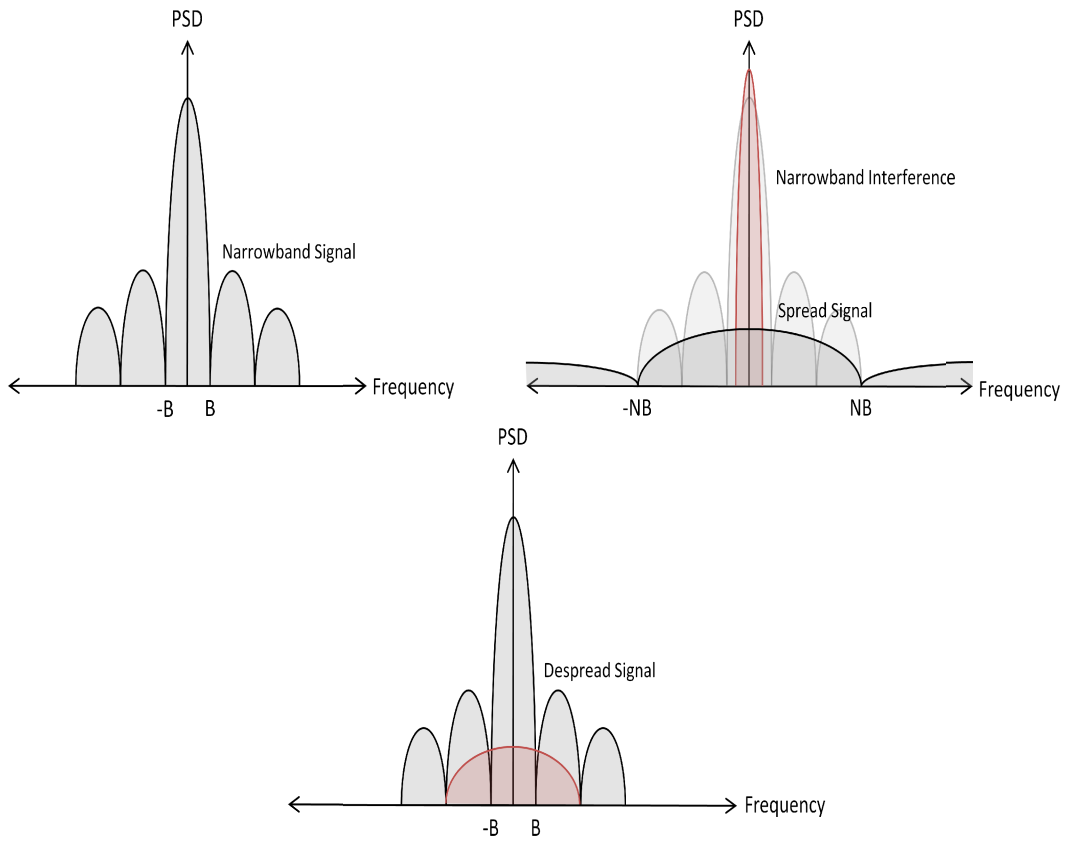 PSD
Narrowband Signal
Frequency
-B
B
PSD
Narrowband Interference
Spread Signal
Frequency
-NB
NB
PSD
Despread Signal
Frequency
-B
B